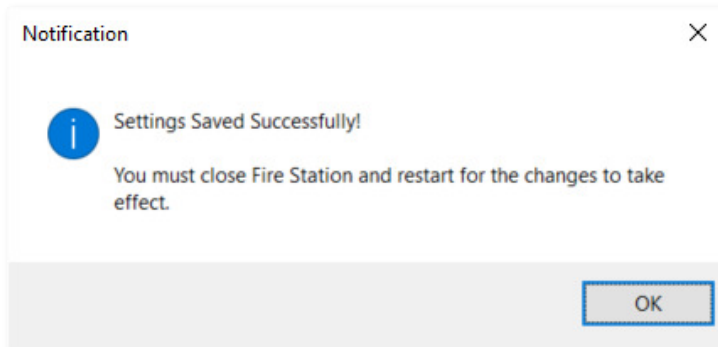 Notification
Settings Saved Successfully!
You must close Fire Station and restart for the changes to take
effect.
OK